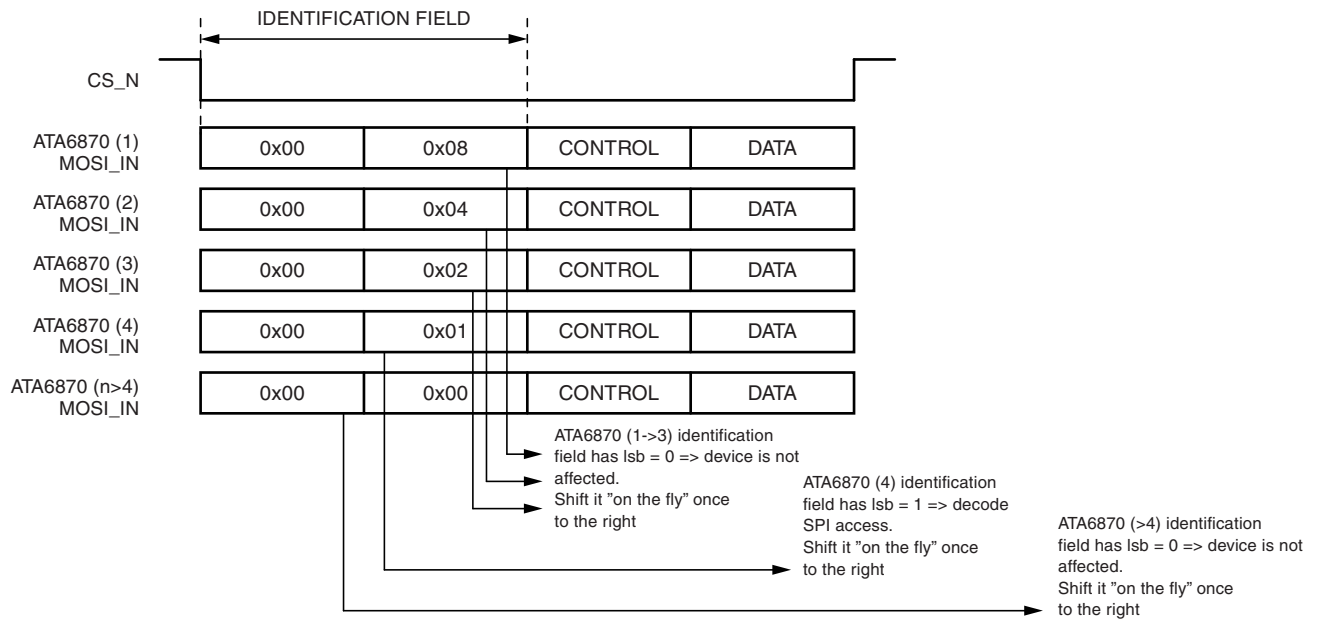 IDENTIFICATION FIELD
CS_N
ATA6870 (1)
MOSI_IN
0x00 0x08 CONTROL DATA
ATA6870 (2)
MOSI_IN
0x00 0x04 CONTROL DATA
ATA6870 (3)
MOSI_IN
0x00 0x02 CONTROL DATA
ATA6870 (4)
MOSI_IN
0x00 0x01 CONTROL DATA
ATA6870 (n>4)
MOSI_IN
0x00 0x00 CONTROL DATA
ATA6870 (1->3) identification
field has lsb = 0 => device is not
affected.
Shift it "on the fly" once
to the right
ATA6870 (4) identification
field has lsb = 1 => decode
SPI access.
Shift it "on the fly" once
to the right
ATA6870 (>4) identification
field has lsb = 0 => device is not
affected.
Shift it "on the fly" once
to the right